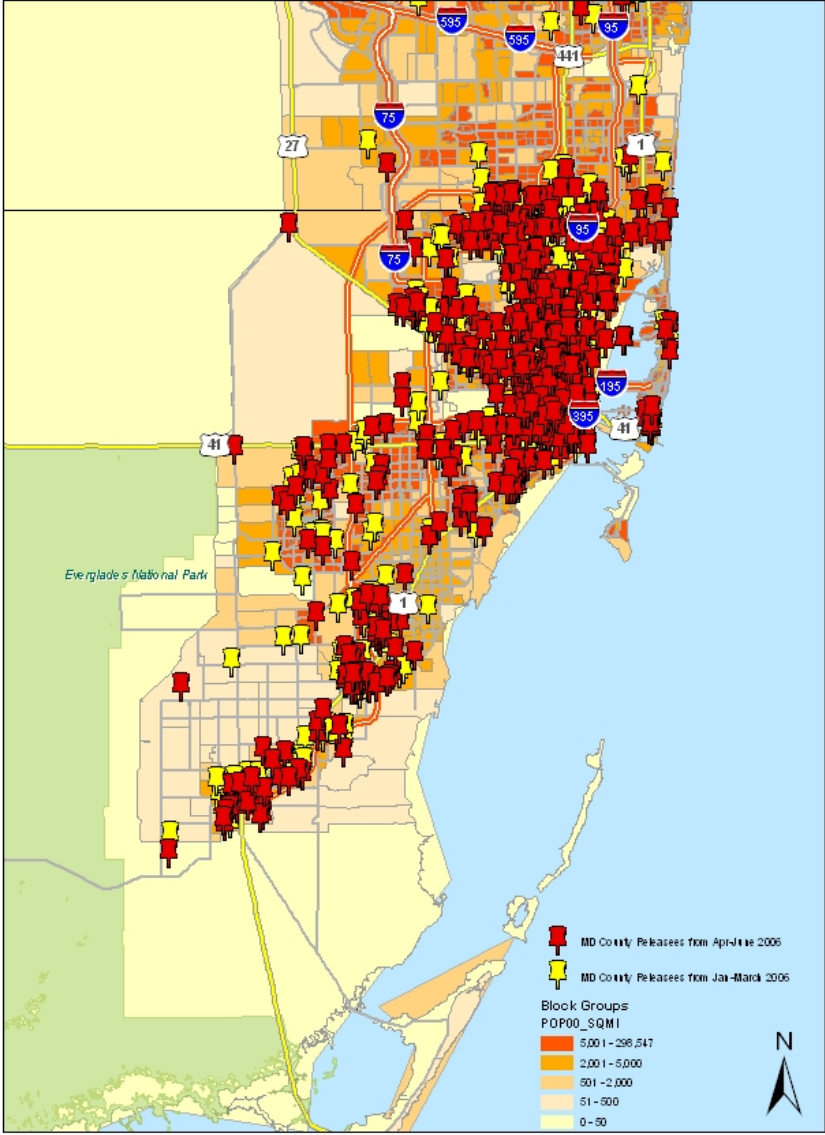 595
595
95
441
75
27
1
95
75
195
395
41
41
Everglades National Park
1
MD County Releasees from Apr-June 2006
MD County Releasees from Jan-March 2006
Block Groups
POP00_SQMI
5,001 - 298,547
2,001 - 5,000
501 - 2,000
51 - 500
0 - 50
N